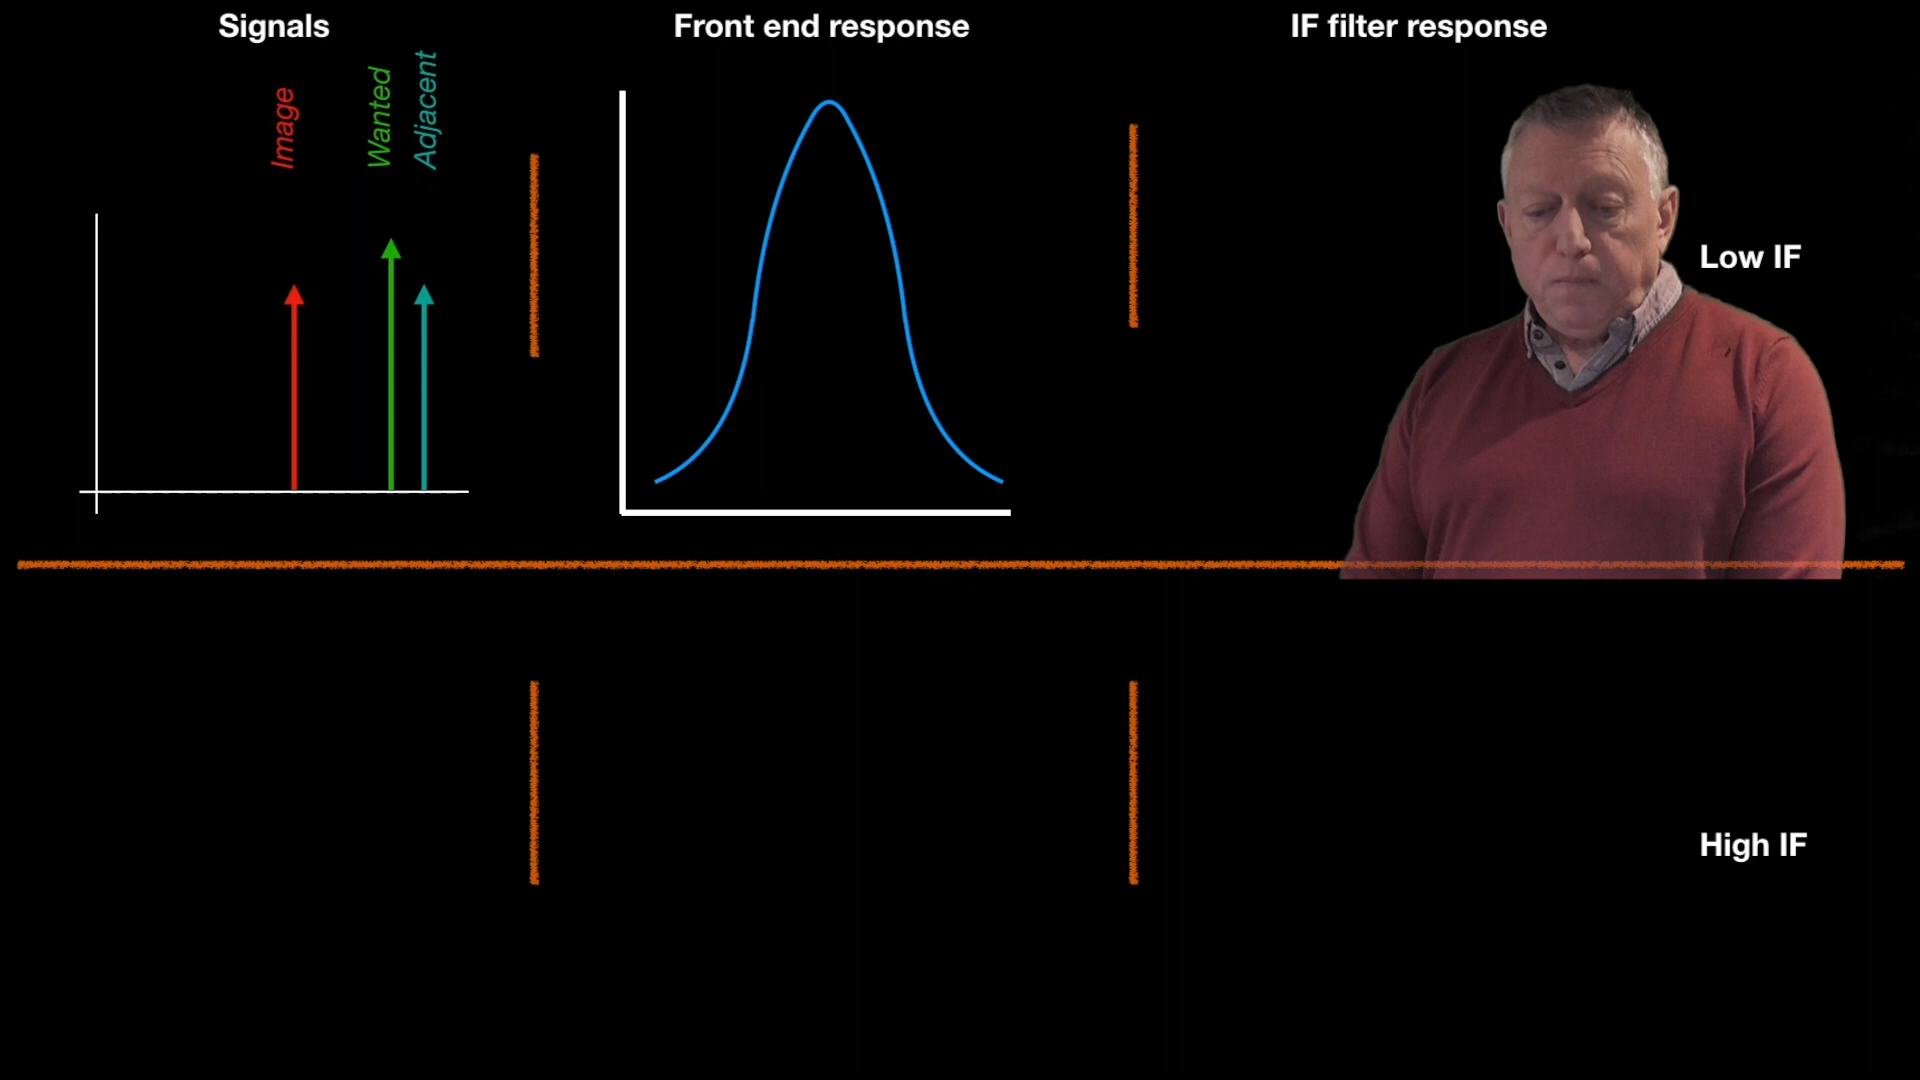 Signals
Front end response
IF filter response
Image
Wanted
Adjacent
Low IF
High IF